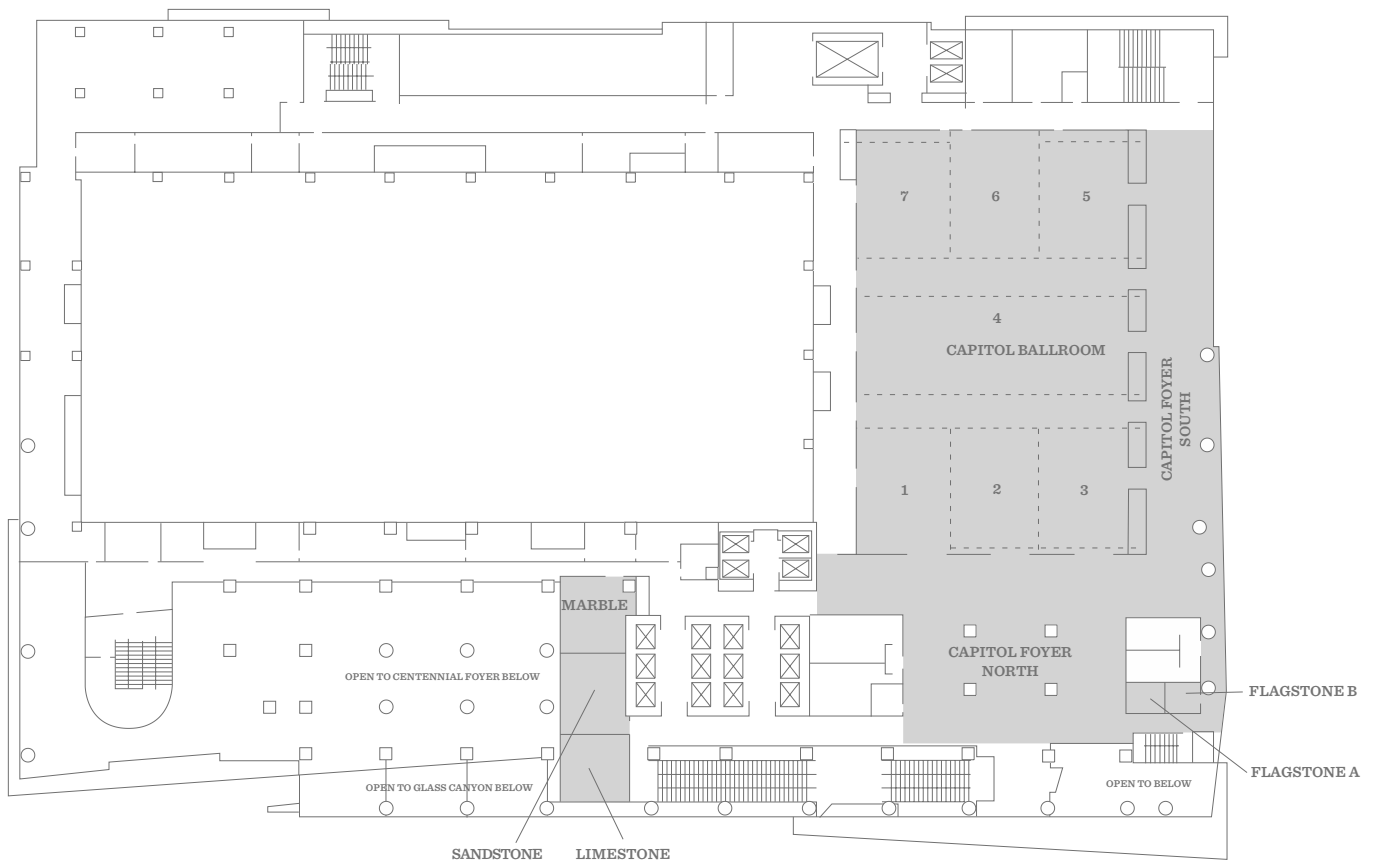 7
6
5
4
CAPITOL BALLROOM
CAPITOL FOYER
SOUTH
1
2
3
MARBLE
CAPITOL FOYER
NORTH
OPEN TO CENTENNIAL FOYER BELOW
FLAGSTONE B
FLAGSTONE A
OPEN TO GLASS CANYON BELOW
OPEN TO BELOW
SANDSTONE
LIMESTONE